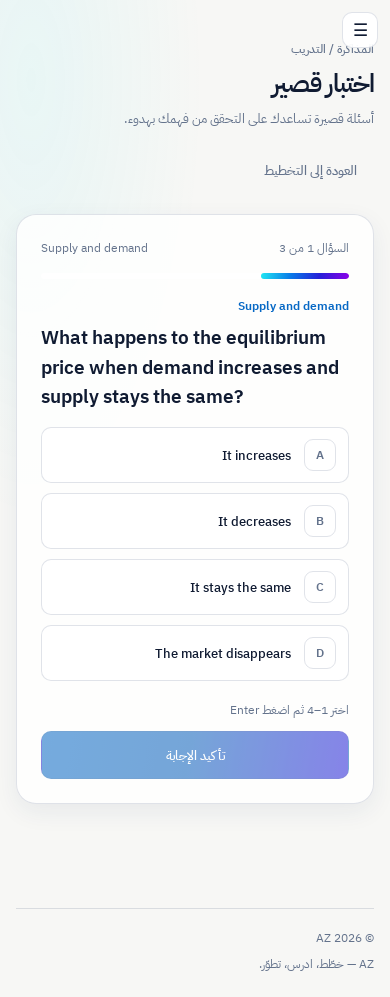 ☰
المذاكرة / التدريب
اختبار قصير
أسئلة قصيرة تساعدك على التحقق من فهمك بهدوء.
العودة إلى التخطيط
السؤال 1 من 3
Supply and demand
Supply and demand
What happens to the equilibrium
price when demand increases and
supply stays the same?
A It increases
B It decreases
C It stays the same
D The market disappears
اختر 1–4 ثم اضغط Enter
تأكيد الإجابة
© 2026 AZ
AZ — خطّط، ادرس، تطوّر.